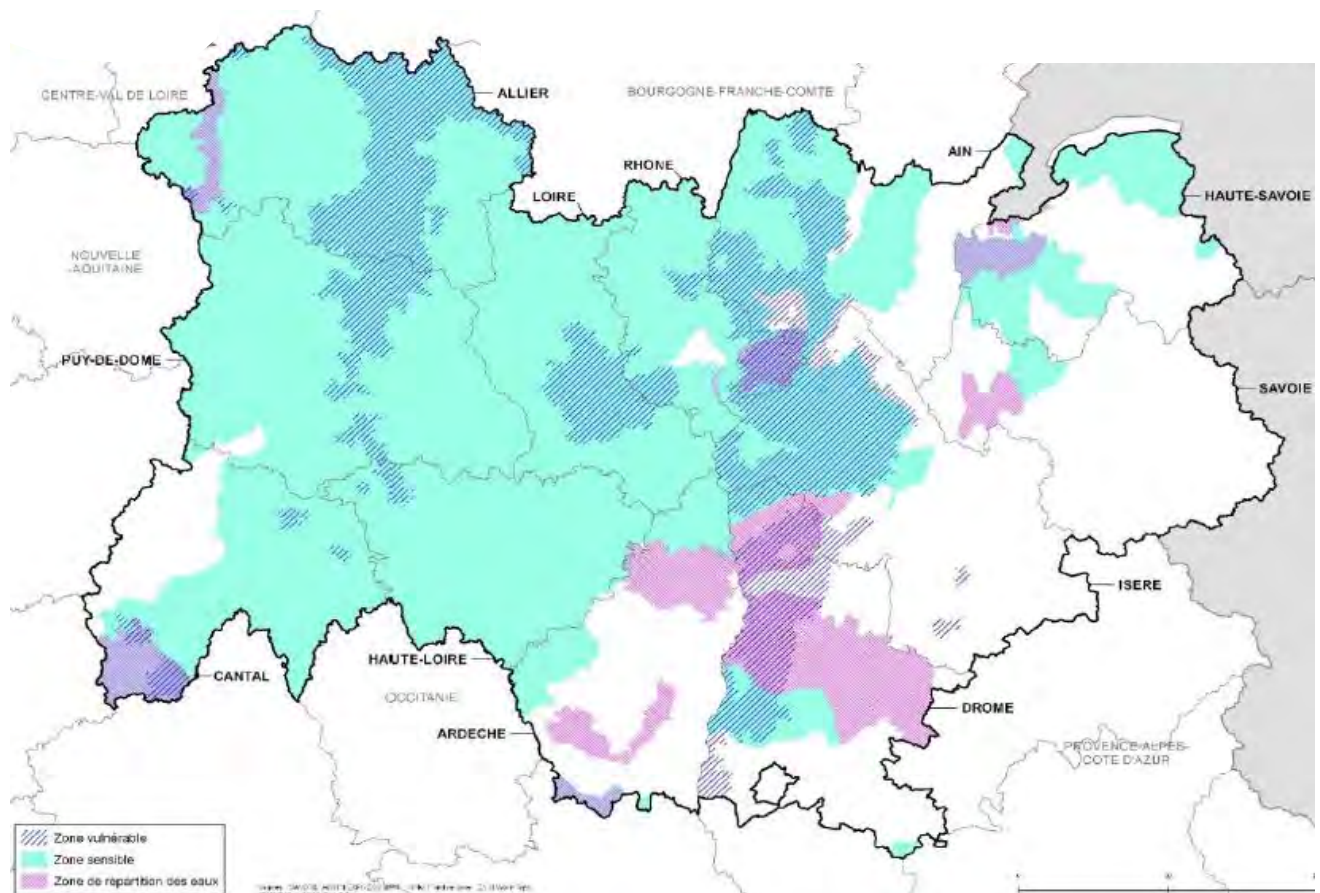 CENTRE-VAL DE LOIRE
ALLIER
BOURGOGNE-FRANCHE-COMTE
AIN
RHONE
LOIRE
HAUTE-SAVOIE
NOUVELLE
-AQUITAINE
PUY-DE-DOME
SAVOIE
ISERE
HAUTE-LOIRE
CANTAL
OCCITANIE
DROME
ARDECHE
PROVENCE-ALPES-
COTE D'AZUR
Zone vulnérable
Zone sensible
Zone de répartition des eaux